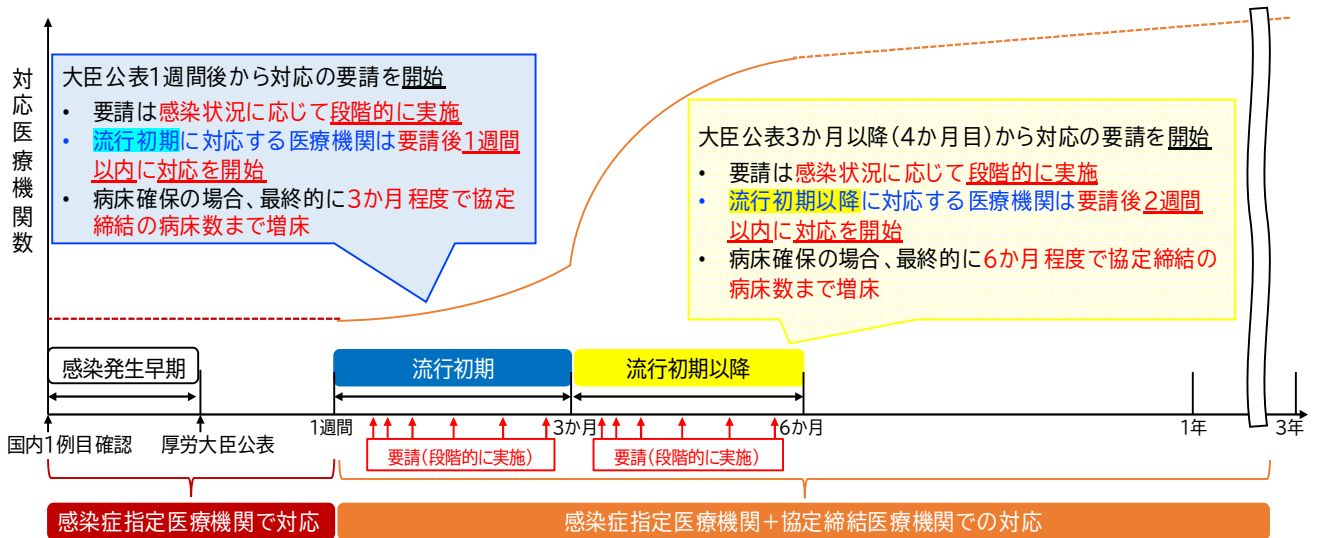 対応医療機関数
大臣公表1週間後から対応の要請を開始
• 要請は感染状況に応じて段階的に実施
• 流行初期に対応する医療機関は要請後1週間
以内に対応を開始
• 病床確保の場合、最終的に3か月程度で協定
締結の病床数まで増床
大臣公表3か月以降(4か月目)から対応の要請を開始
• 要請は感染状況に応じて段階的に実施
• 流行初期以降に対応する医療機関は要請後2週間
以内に対応を開始
• 病床確保の場合、最終的に6か月程度で協定締結の
病床数まで増床
感染発生早期
流行初期
流行初期以降
国内1例目確認
厚労大臣公表
1週間
3か月
6か月
1年
3年
要請(段階的に実施)
要請(段階的に実施)
感染症指定医療機関で対応
感染症指定医療機関+協定締結医療機関での対応